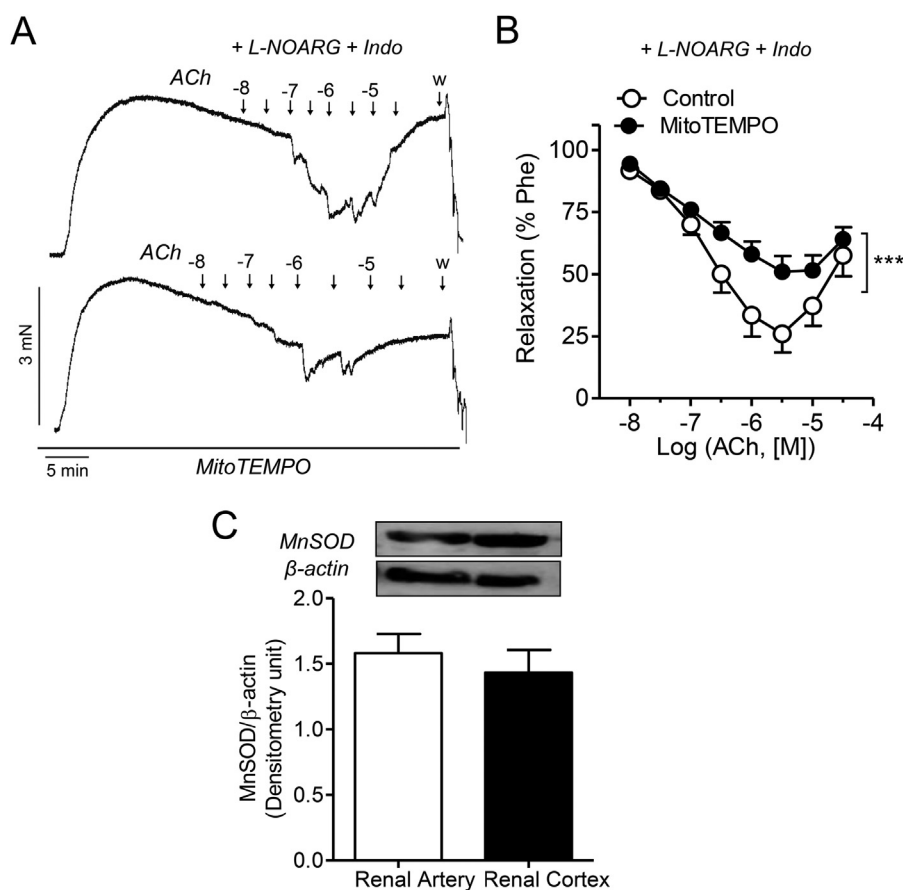 A
+ L-NOARG + Indo
ACh
-8 -7 -6 -5 w
ACh
-8 -7 -6 -5 w
3 mN
5 min
MitoTEMPO
B
+ L-NOARG + Indo
Control
MitoTEMPO
Relaxation (% Phe)
100
75
50
25
0
***
-8 -7 -6 -5 -4
Log (ACh, [M])
C
MnSOD
β-actin
MnSOD/β-actin
(Densitometry unit)
2.0
1.5
1.0
0.5
0.0
Renal Artery Renal Cortex